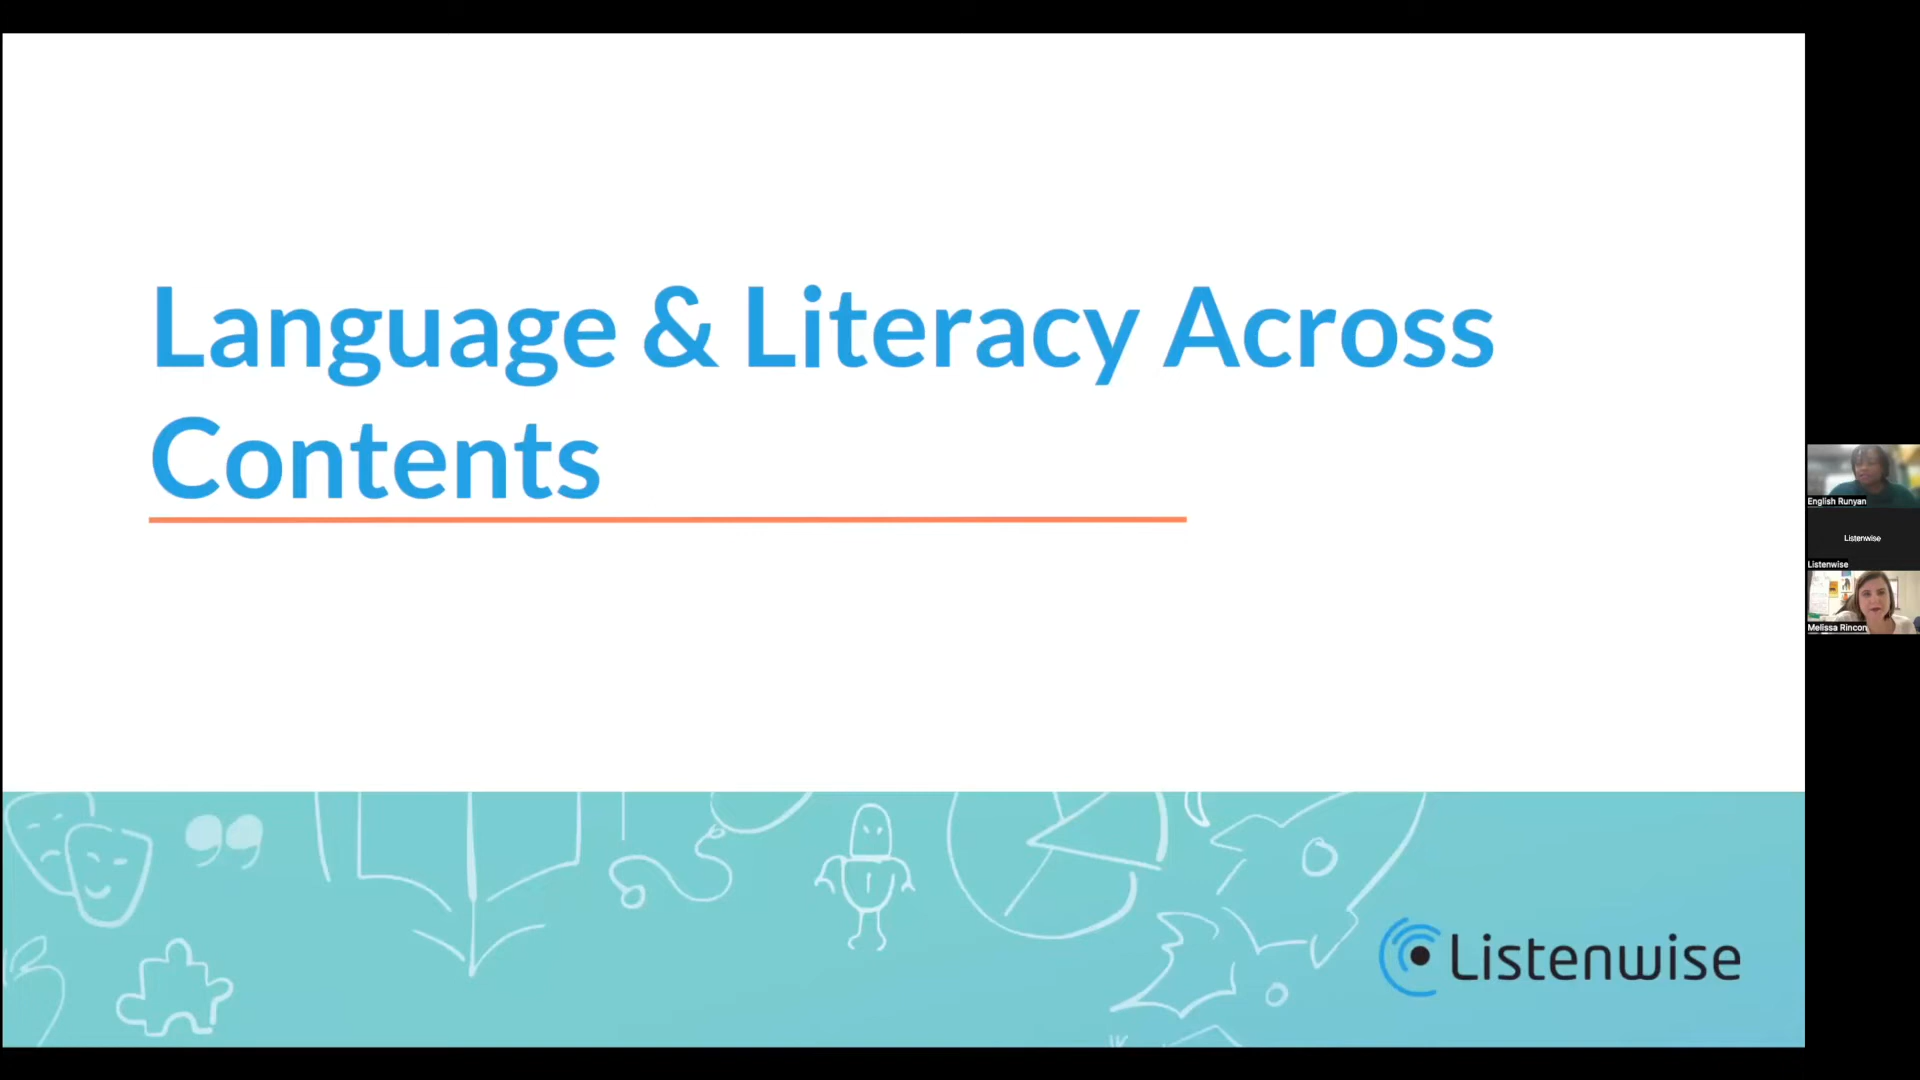 Language & Literacy Across
Contents
Listenwise
English Runyan
Listenwise
Listenwise
Melissa Rincon